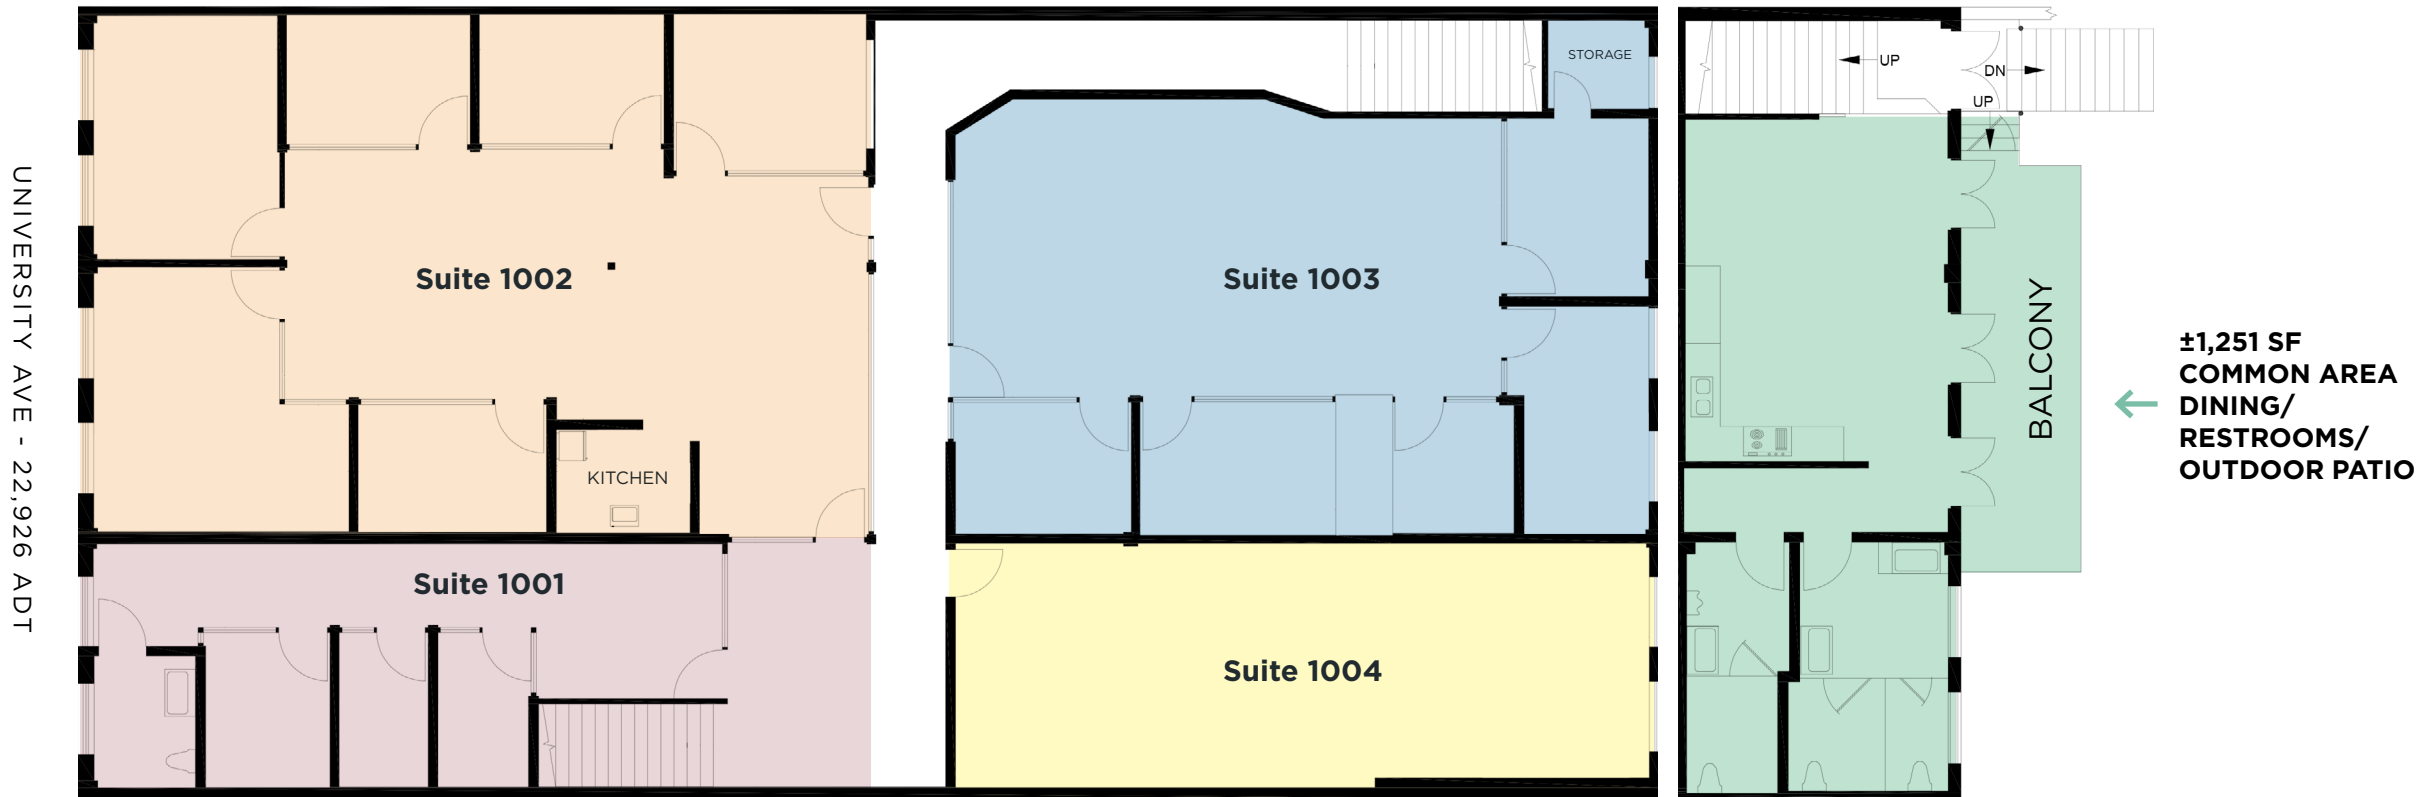 UNIVERSITY AVE - 22,926 ADT
Suite 1002
KITCHEN
Suite 1001
STORAGE
Suite 1003
Suite 1004
UP
DN
UP
BALCONY
±1,251 SF
COMMON AREA
DINING/
RESTROOMS/
OUTDOOR PATIO